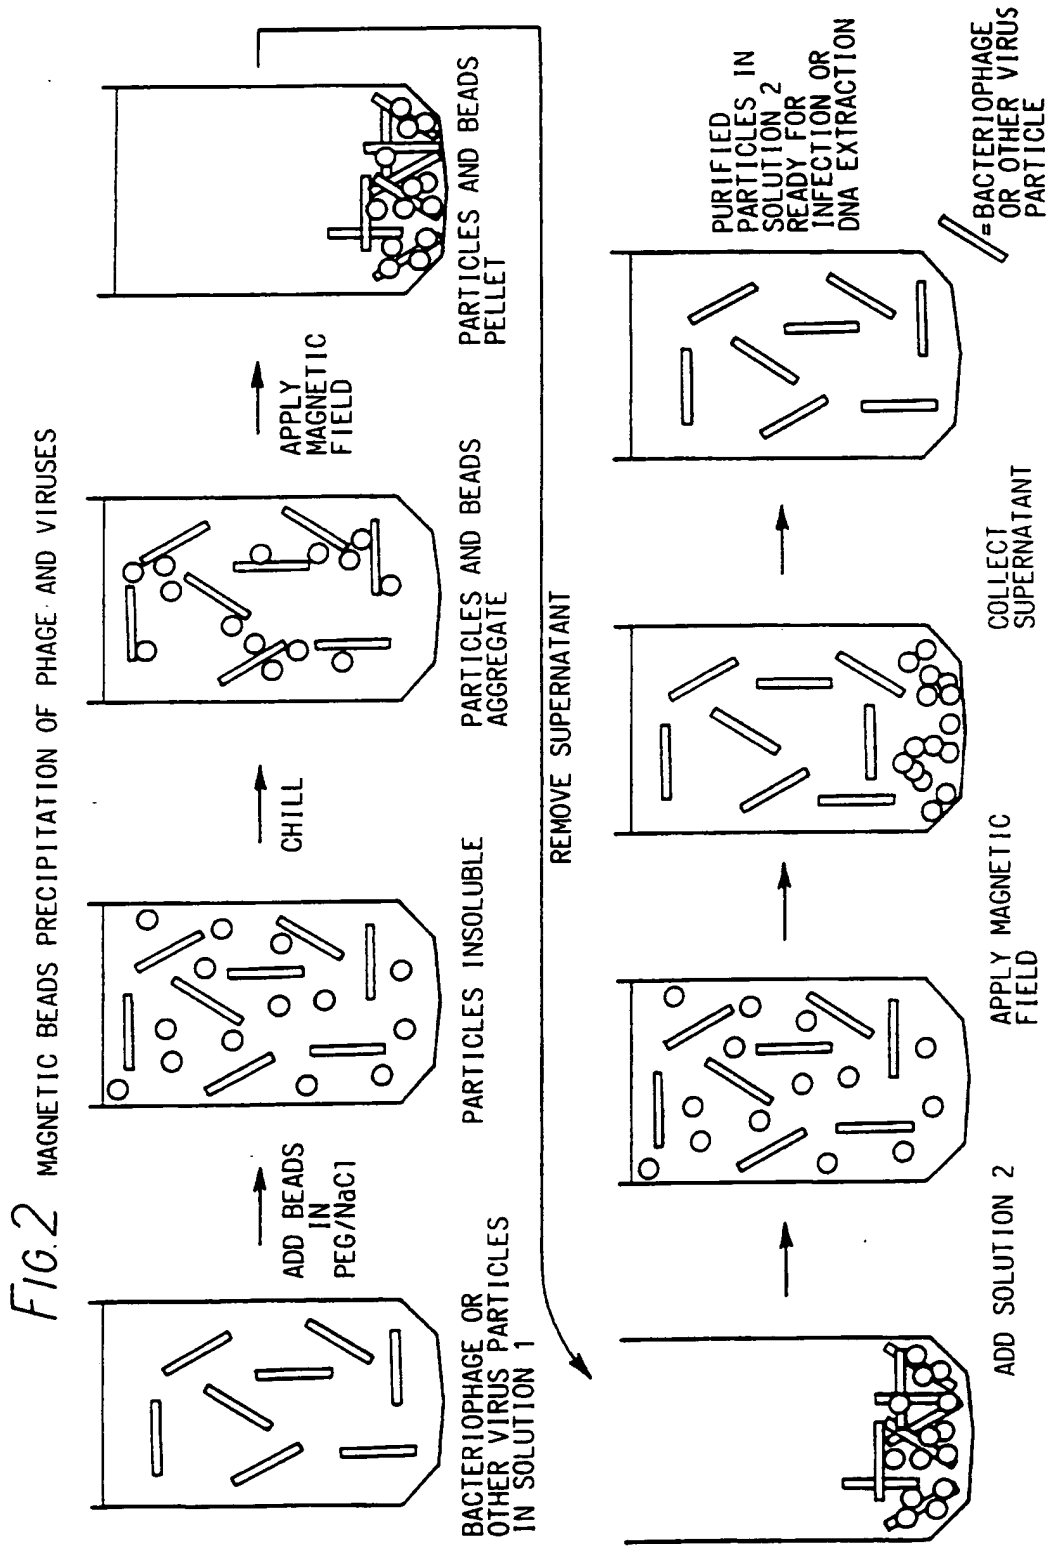 FIG.2 MAGNETIC BEADS PRECIPITATION OF PHAGE AND VIRUSES
BACTERIOPHAGE OR
OTHER VIRUS PARTICLES
IN SOLUTION 1
ADD BEADS
IN
PEG/NaCl
PARTICLES INSOLUBLE
CHILL
PARTICLES AND BEADS
AGGREGATE
APPLY
MAGNETIC
FIELD
PARTICLES AND BEADS
PELLET
REMOVE SUPERNATANT
ADD SOLUTION 2
APPLY MAGNETIC
FIELD
COLLECT
SUPERNATANT
PURIFIED
PARTICLES IN
SOLUTION 2
READY FOR
INFECTION OR
DNA EXTRACTION
=BACTERIOPHAGE
OR OTHER VIRUS
PARTICLE